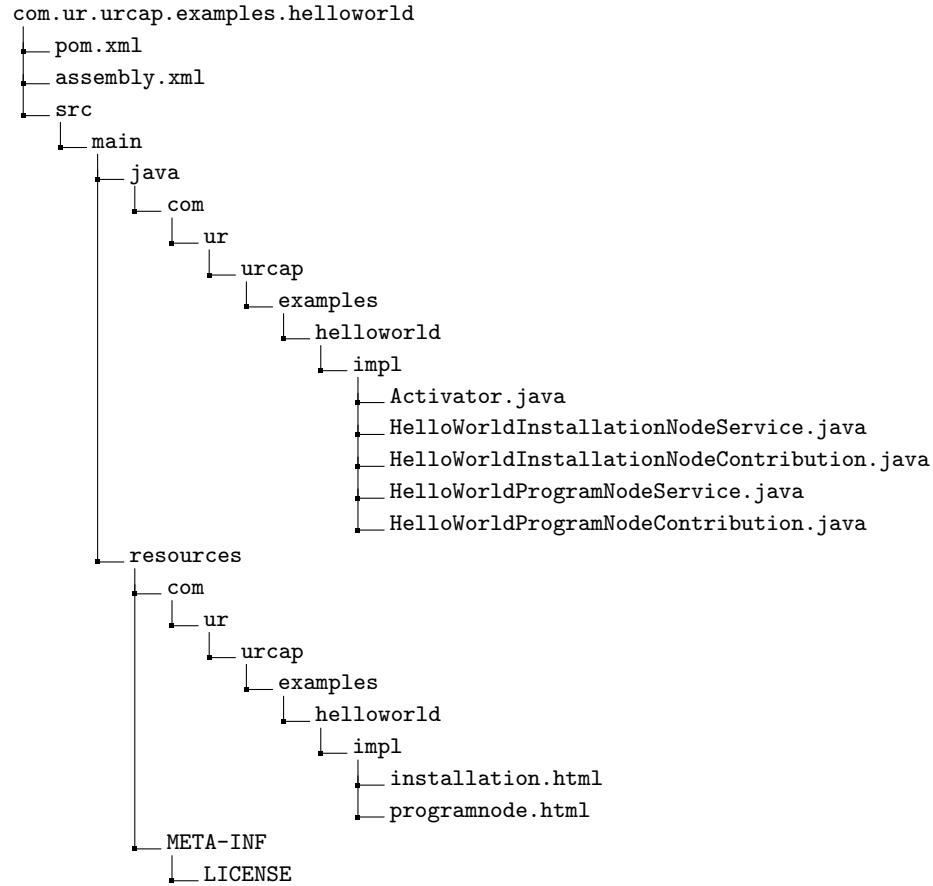 com.ur.urcap.examples.helloworld
pom.xml
assembly.xml
src
main
java
com
ur
urcap
examples
helloworld
impl
Activator.java
HelloWorldInstallationNodeService.java
HelloWorldInstallationNodeContribution.java
HelloWorldProgramNodeService.java
HelloWorldProgramNodeContribution.java
resources
com
ur
urcap
examples
helloworld
impl
installation.html
programnode.html
META-INF
LICENSE